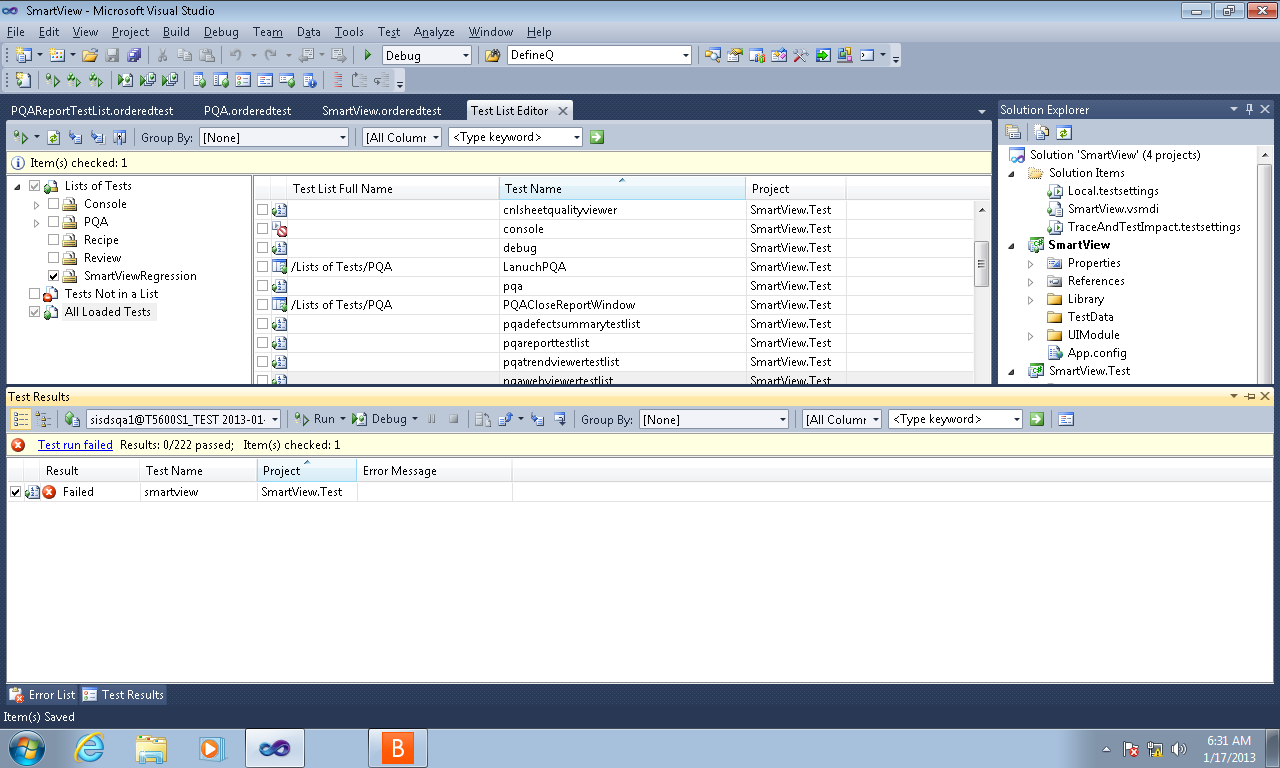 SmartView - Microsoft Visual Studio
File Edit View Project Build Debug Team Data Tools Test Analyze Window Help
Debug DefineQ
PQAReportTestList.orderedtest PQA.orderedtest SmartView.orderedtest Test List Editor
Group By: [None] [All Colum <Type keyword>
Item(s) checked: 1
Lists of Tests
Console
PQA
Recipe
Review
SmartViewRegression
Tests Not in a List
All Loaded Tests
Test List Full Name Test Name Project
cnlsheetqualityviewer SmartView.Test
console SmartView.Test
debug SmartView.Test
/Lists of Tests/PQA LanuchPQA SmartView.Test
pqa SmartView.Test
/Lists of Tests/PQA PQACloseReportWindow SmartView.Test
pqadefectsummarytestlist SmartView.Test
pqareporttestlist SmartView.Test
pqatrendviewertestlist SmartView.Test
pqawebviewertestlist SmartView.Test
Solution Explorer
Solution 'SmartView' (4 projects)
Solution Items
Local.testsettings
SmartView.vsmdi
TraceAndTestImpact.testsettings
SmartView
Properties
References
Library
TestData
UIModule
App.config
SmartView.Test
Test Results
sisdsqa1@T5600S1_TEST 2013-01- Run Debug Group By: [None] [All Colum <Type keyword>
Test run failed Results: 0/222 passed; Item(s) checked: 1
Result Test Name Project Error Message
Failed smartview SmartView.Test
Error List Test Results
Item(s) Saved
B
6:31 AM
1/17/2013